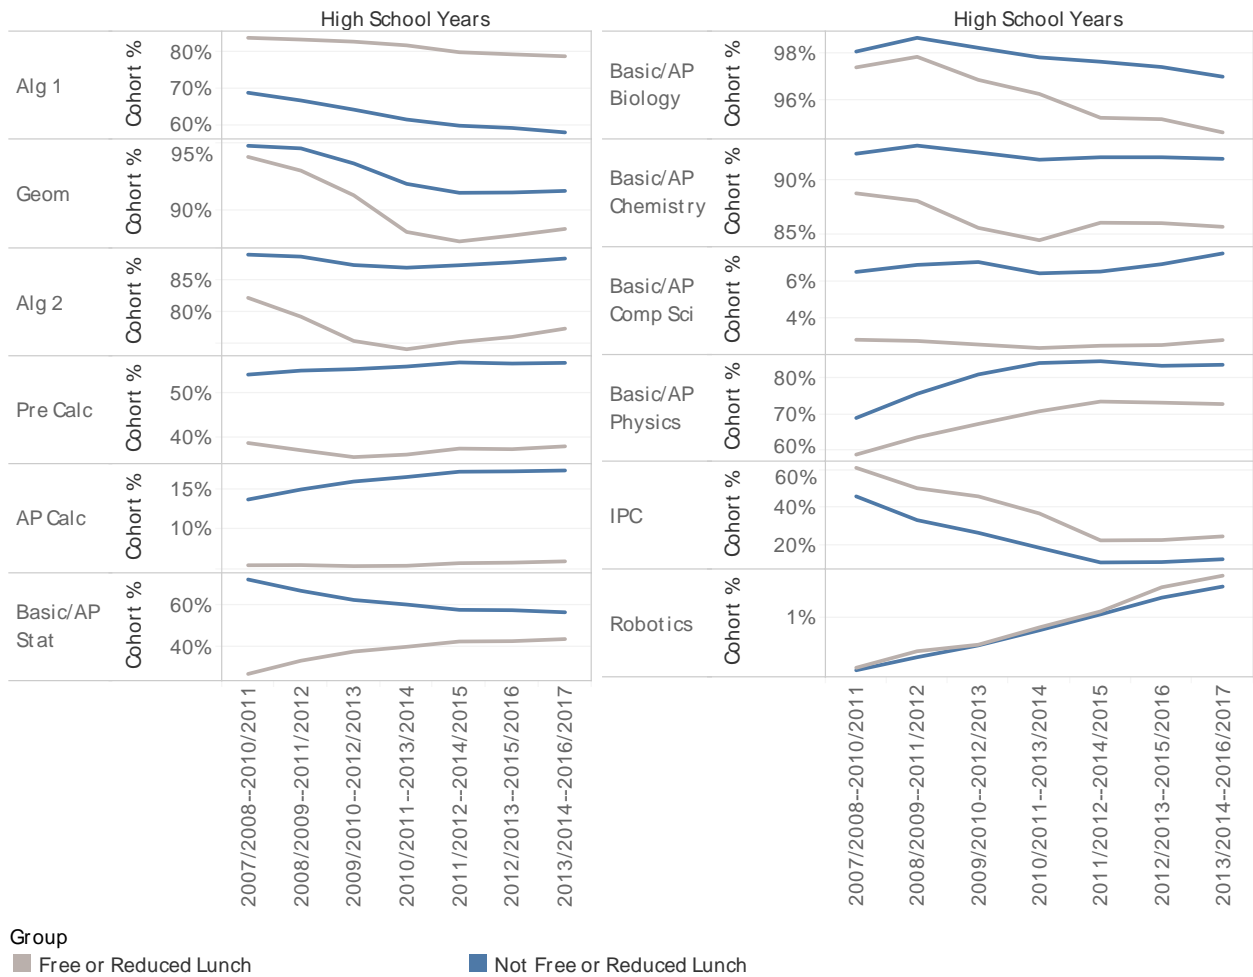 High School Years
Alg 1
Cohort %
80%
70%
60%
Geom
Cohort %
95%
90%
Alg 2
Cohort %
85%
80%
Pre Calc
Cohort %
50%
40%
AP Calc
Cohort %
15%
10%
Basic/AP
Stat
Cohort %
60%
40%
2007/2008--2010/2011
2008/2009--2011/2012
2009/2010--2012/2013
2010/2011--2013/2014
2011/2012--2014/2015
2012/2013--2015/2016
2013/2014--2016/2017
High School Years
Basic/AP
Biology
Cohort %
98%
96%
Basic/AP
Chemistry
Cohort %
90%
85%
Basic/AP
Comp Sci
Cohort %
6%
4%
Basic/AP
Physics
Cohort %
80%
70%
60%
IPC
Cohort %
60%
40%
20%
Robotics
Cohort %
1%
2007/2008--2010/2011
2008/2009--2011/2012
2009/2010--2012/2013
2010/2011--2013/2014
2011/2012--2014/2015
2012/2013--2015/2016
2013/2014--2016/2017
Group
Free or Reduced Lunch
Not Free or Reduced Lunch